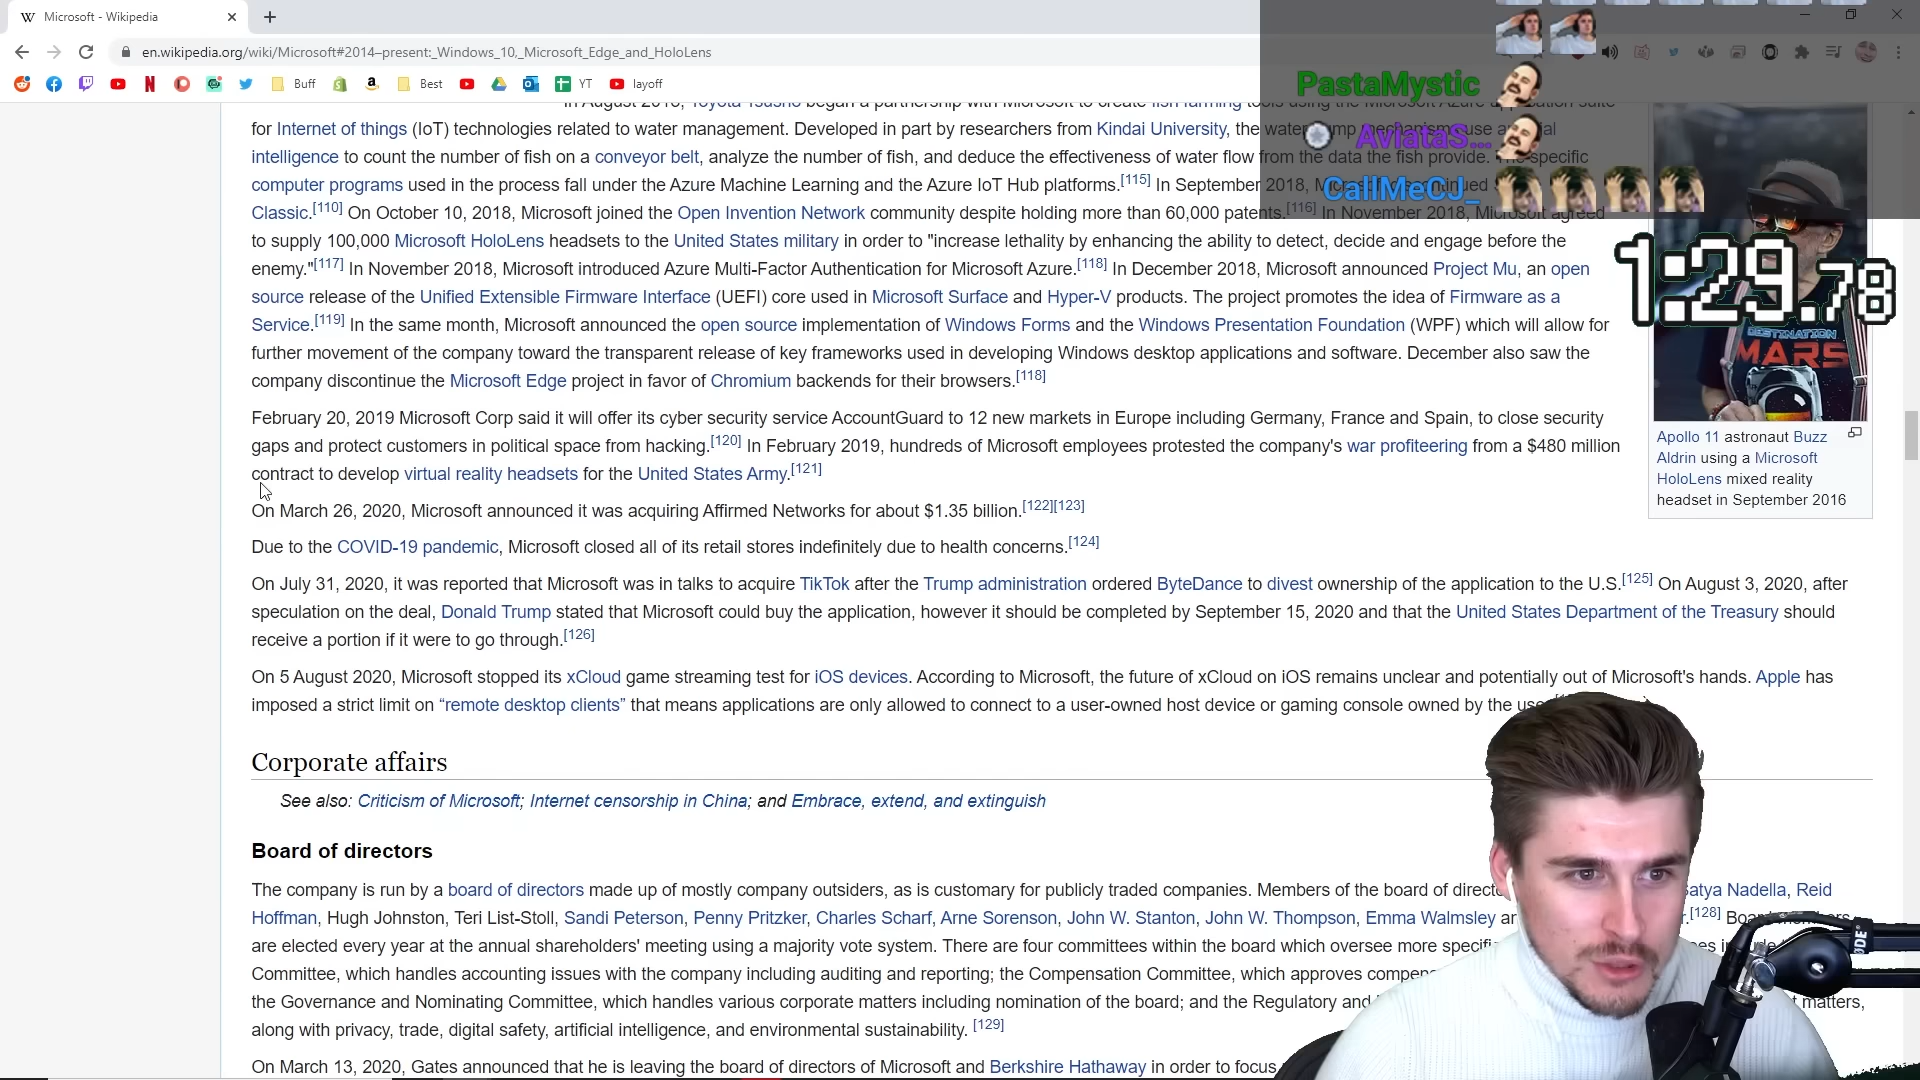 Microsoft - Wikipedia
en.wikipedia.org/wiki/Microsoft#2014–present:_Windows_10,_Microsoft_Edge_and_HoloLens
Buff Best YT layoff
PastaMystic
AviataS...
CallMeCJ_
1:29.78
In August 2018, Toyota Tsusho began a partnership with Microsoft to create fish farming tools using the Microsoft Azure application suite
for Internet of things (IoT) technologies related to water management. Developed in part by researchers from Kindai University, the water pump mechanisms use artificial
intelligence to count the number of fish on a conveyor belt, analyze the number of fish, and deduce the effectiveness of water flow from the data the fish provide. The specific
computer programs used in the process fall under the Azure Machine Learning and the Azure IoT Hub platforms.[115] In September 2018, Microsoft discontinued
Classic.[110] On October 10, 2018, Microsoft joined the Open Invention Network community despite holding more than 60,000 patents.[116] In November 2018, Microsoft agreed
to supply 100,000 Microsoft HoloLens headsets to the United States military in order to "increase lethality by enhancing the ability to detect, decide and engage before the
enemy."[117] In November 2018, Microsoft introduced Azure Multi-Factor Authentication for Microsoft Azure.[118] In December 2018, Microsoft announced Project Mu, an open
source release of the Unified Extensible Firmware Interface (UEFI) core used in Microsoft Surface and Hyper-V products. The project promotes the idea of Firmware as a
Service.[119] In the same month, Microsoft announced the open source implementation of Windows Forms and the Windows Presentation Foundation (WPF) which will allow for
further movement of the company toward the transparent release of key frameworks used in developing Windows desktop applications and software. December also saw the
company discontinue the Microsoft Edge project in favor of Chromium backends for their browsers.[118]
DESTINATION
MARS
Apollo 11 astronaut Buzz
Aldrin using a Microsoft
HoloLens mixed reality
headset in September 2016
February 20, 2019 Microsoft Corp said it will offer its cyber security service AccountGuard to 12 new markets in Europe including Germany, France and Spain, to close security
gaps and protect customers in political space from hacking.[120] In February 2019, hundreds of Microsoft employees protested the company's war profiteering from a $480 million
contract to develop virtual reality headsets for the United States Army.[121]
On March 26, 2020, Microsoft announced it was acquiring Affirmed Networks for about $1.35 billion.[122][123]
Due to the COVID-19 pandemic, Microsoft closed all of its retail stores indefinitely due to health concerns.[124]
On July 31, 2020, it was reported that Microsoft was in talks to acquire TikTok after the Trump administration ordered ByteDance to divest ownership of the application to the U.S.[125] On August 3, 2020, after
speculation on the deal, Donald Trump stated that Microsoft could buy the application, however it should be completed by September 15, 2020 and that the United States Department of the Treasury should
receive a portion if it were to go through.[126]
On 5 August 2020, Microsoft stopped its xCloud game streaming test for iOS devices. According to Microsoft, the future of xCloud on iOS remains unclear and potentially out of Microsoft's hands. Apple has
imposed a strict limit on “remote desktop clients” that means applications are only allowed to connect to a user-owned host device or gaming console owned by the
Corporate affairs
See also: Criticism of Microsoft; Internet censorship in China; and Embrace, extend, and extinguish
Board of directors
The company is run by a board of directors made up of mostly company outsiders, as is customary for publicly traded companies. Members of the board of Satya Nadella, Reid
Hoffman, Hugh Johnston, Teri List-Stoll, Sandi Peterson, Penny Pritzker, Charles Scharf, Arne Sorenson, John W. Stanton, John W. Thompson, Emma Walmsley [128]
are elected every year at the annual shareholders' meeting using a majority vote system. There are four committees within the board which oversee more
Committee, which handles accounting issues with the company including auditing and reporting; the Compensation Committee, which approves
the Governance and Nominating Committee, which handles various corporate matters including nomination of the board; and the Regulatory and matters,
along with privacy, trade, digital safety, artificial intelligence, and environmental sustainability. [129]
On March 13, 2020, Gates announced that he is leaving the board of directors of Microsoft and Berkshire Hathaway in order to focus